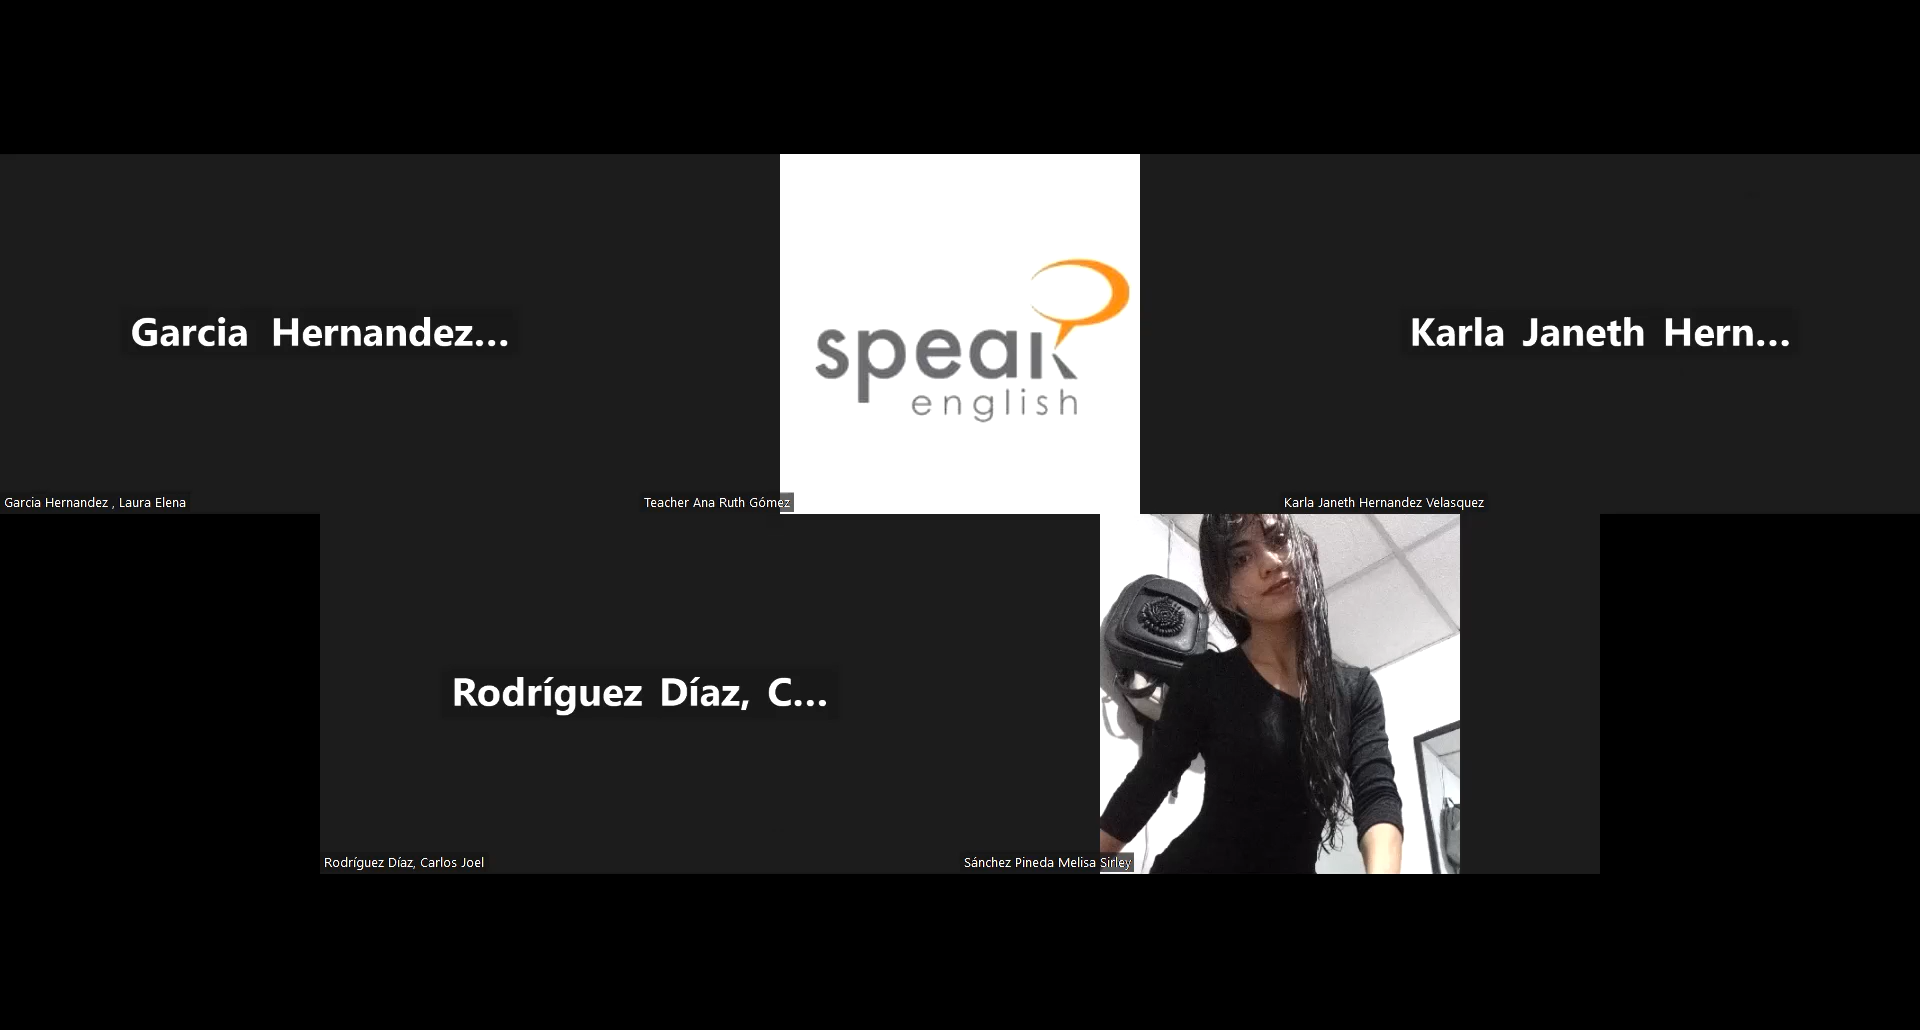 Garcia Hernandez...
speak
english
Karla Janeth Hern...
Garcia Hernandez , Laura Elena
Teacher Ana Ruth Gómez
Karla Janeth Hernandez Velasquez
Rodríguez Díaz, C...
Rodríguez Díaz, Carlos Joel
Sánchez Pineda Melisa Sirley